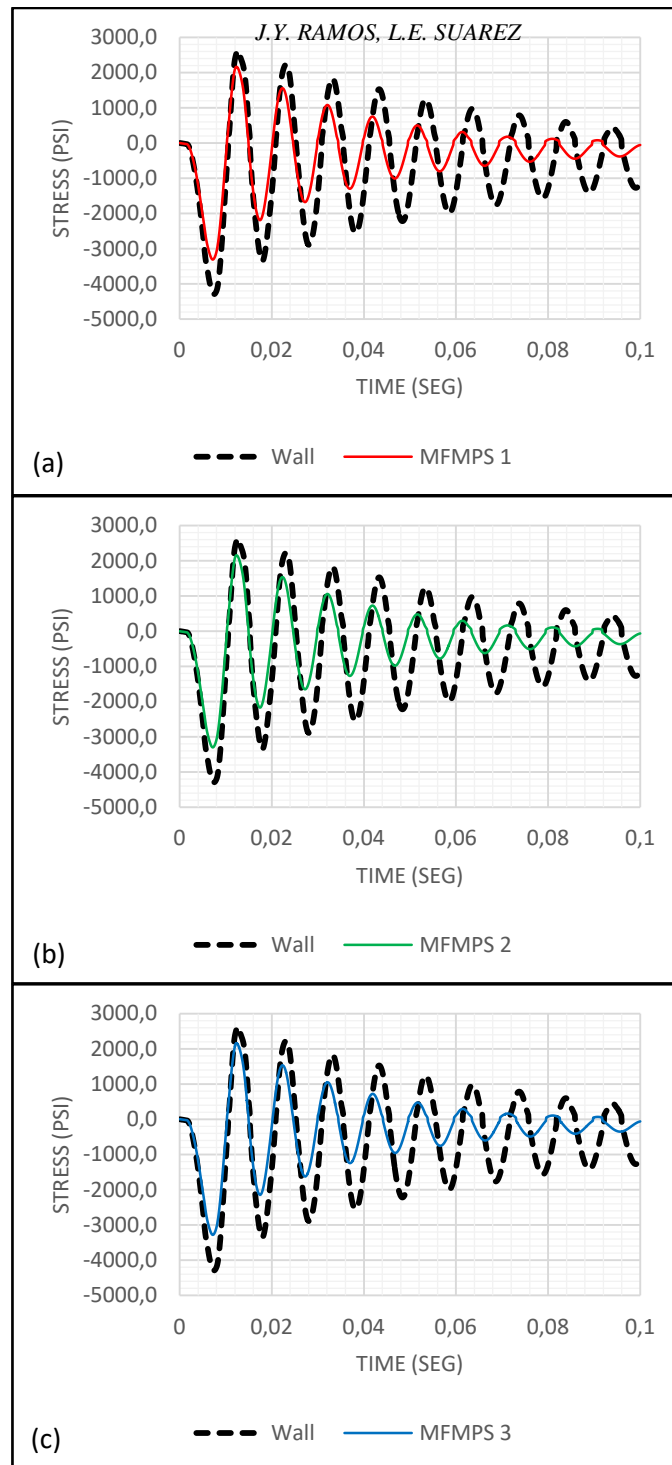 J.Y. RAMOS, L.E. SUAREZ
3000,0
2000,0
1000,0
0,0
-1000,0
-2000,0
-3000,0
-4000,0
-5000,0
STRESS (PSI)
0 0,02 0,04 0,06 0,08 0,1
TIME (SEG)
(a)
Wall MFMPS 1
3000,0
2000,0
1000,0
0,0
-1000,0
-2000,0
-3000,0
-4000,0
-5000,0
STRESS (PSI)
0 0,02 0,04 0,06 0,08 0,1
TIME (SEG)
(b)
Wall MFMPS 2
3000,0
2000,0
1000,0
0,0
-1000,0
-2000,0
-3000,0
-4000,0
-5000,0
STRESS (PSI)
0 0,02 0,04 0,06 0,08 0,1
TIME (SEG)
(c)
Wall MFMPS 3